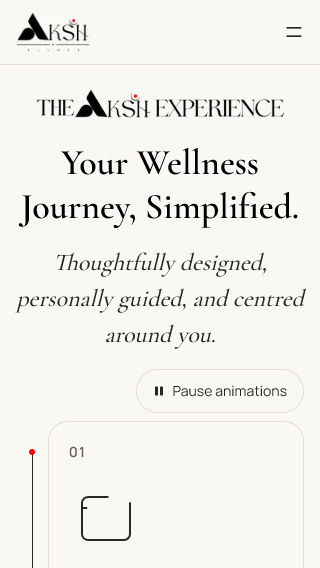 AKSH
THE AKSH EXPERIENCE
Your Wellness
Journey, Simplified.
Thoughtfully designed,
personally guided, and centred
around you.
Pause animations
01